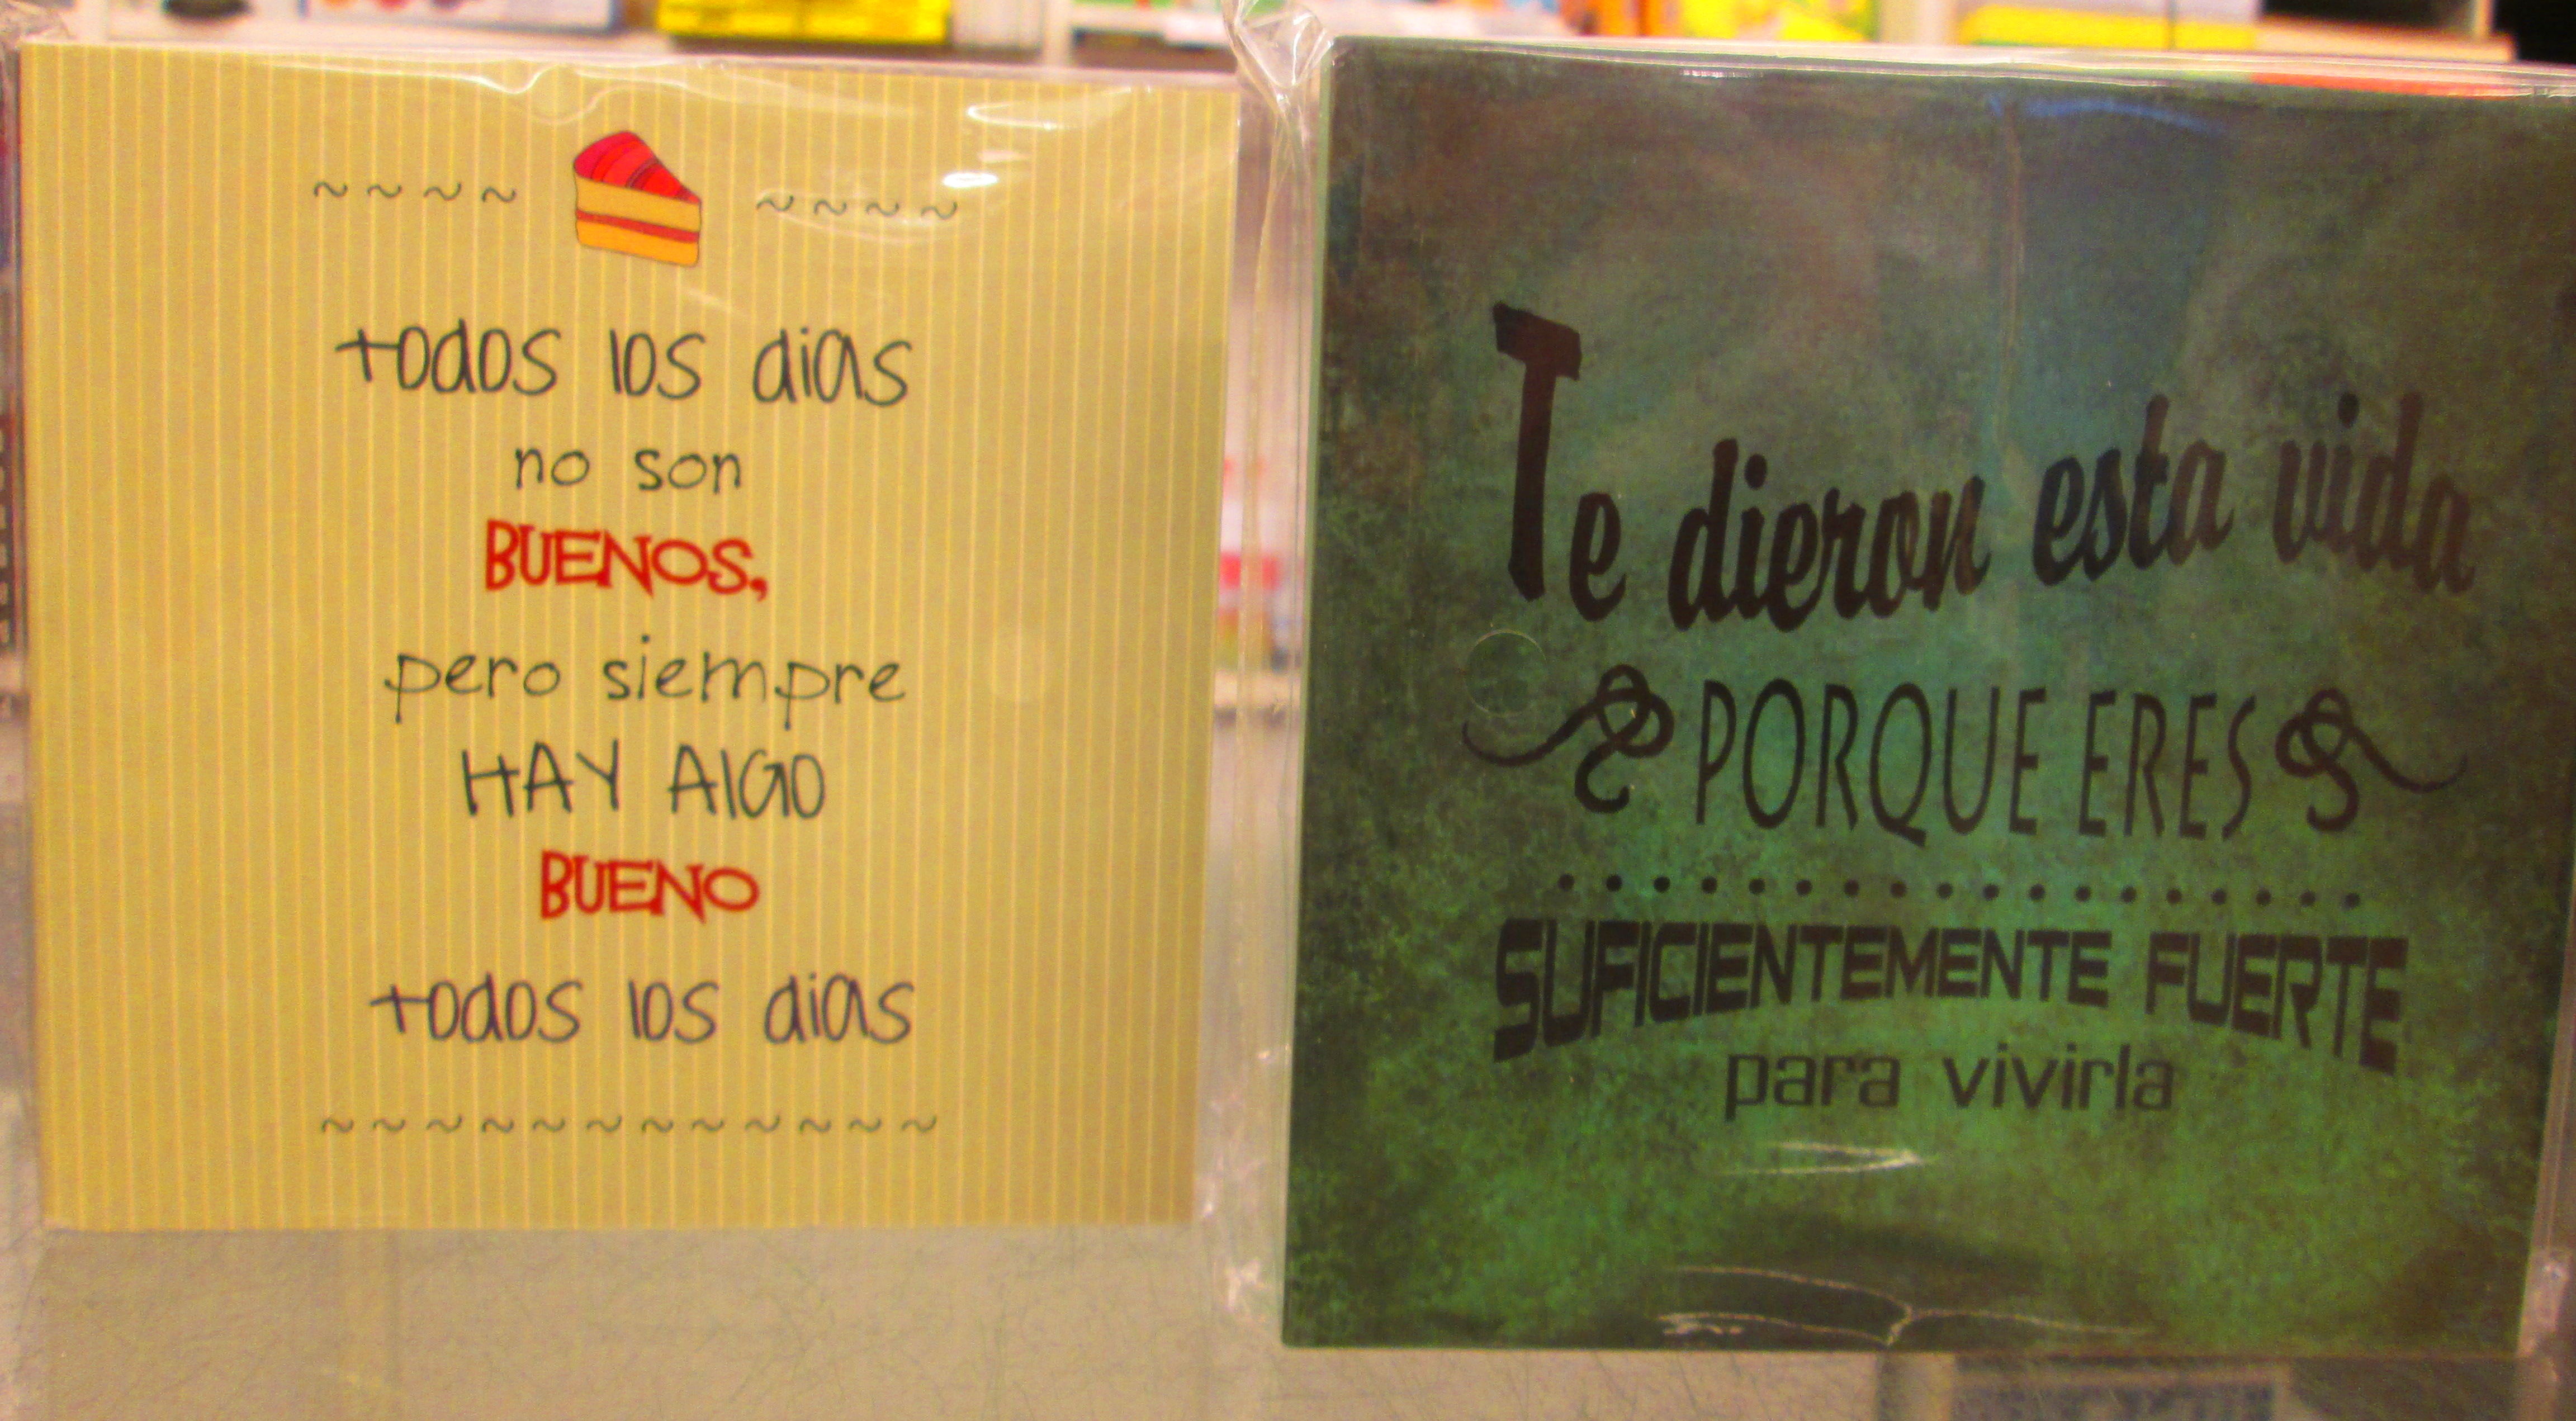 todos los dias
no son
BUENOS,
pero siempre
HAY AlGO
BUENO
todos los dias
Te dieron esta vida
PORQUE ERES
SUFICIENTEMENTE FUERTE
para vivirla